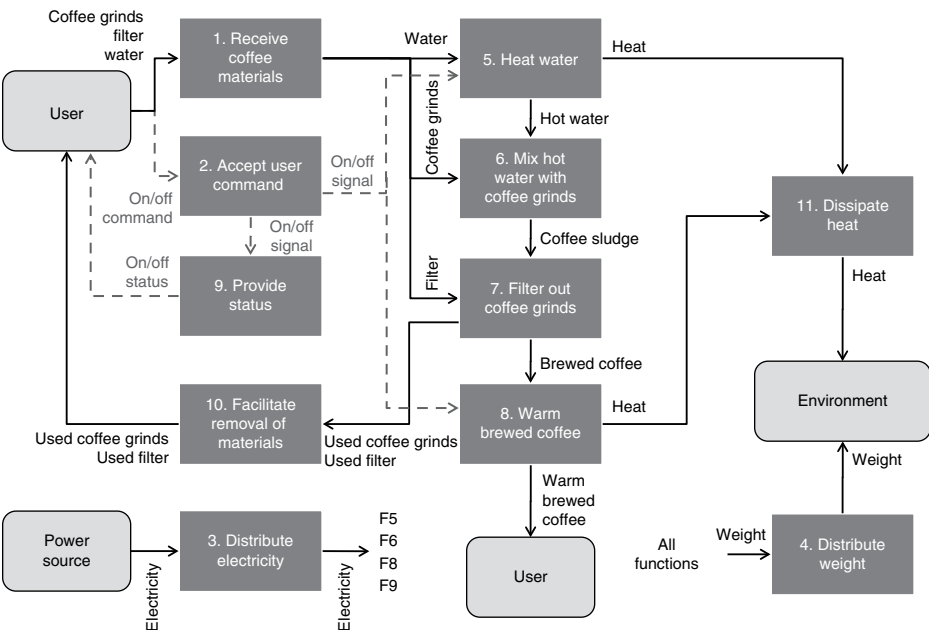 Coffee grinds
filter
water
User
1. Receive
coffee
materials
Water
5. Heat water
Heat
Coffee grinds
Hot water
2. Accept user
command
On/off
signal
6. Mix hot
water with
coffee grinds
11. Dissipate
heat
On/off
command
On/off
signal
Coffee sludge
On/off
status
9. Provide
status
Filter
7. Filter out
coffee grinds
Heat
Brewed coffee
Environment
10. Facilitate
removal of
materials
8. Warm
brewed coffee
Heat
Used coffee grinds
Used filter
Used coffee grinds
Used filter
Weight
Warm
brewed
coffee
Power
source
Electricity
3. Distribute
electricity
Electricity
F5
F6
F8
F9
User
All
functions
Weight
4. Distribute
weight